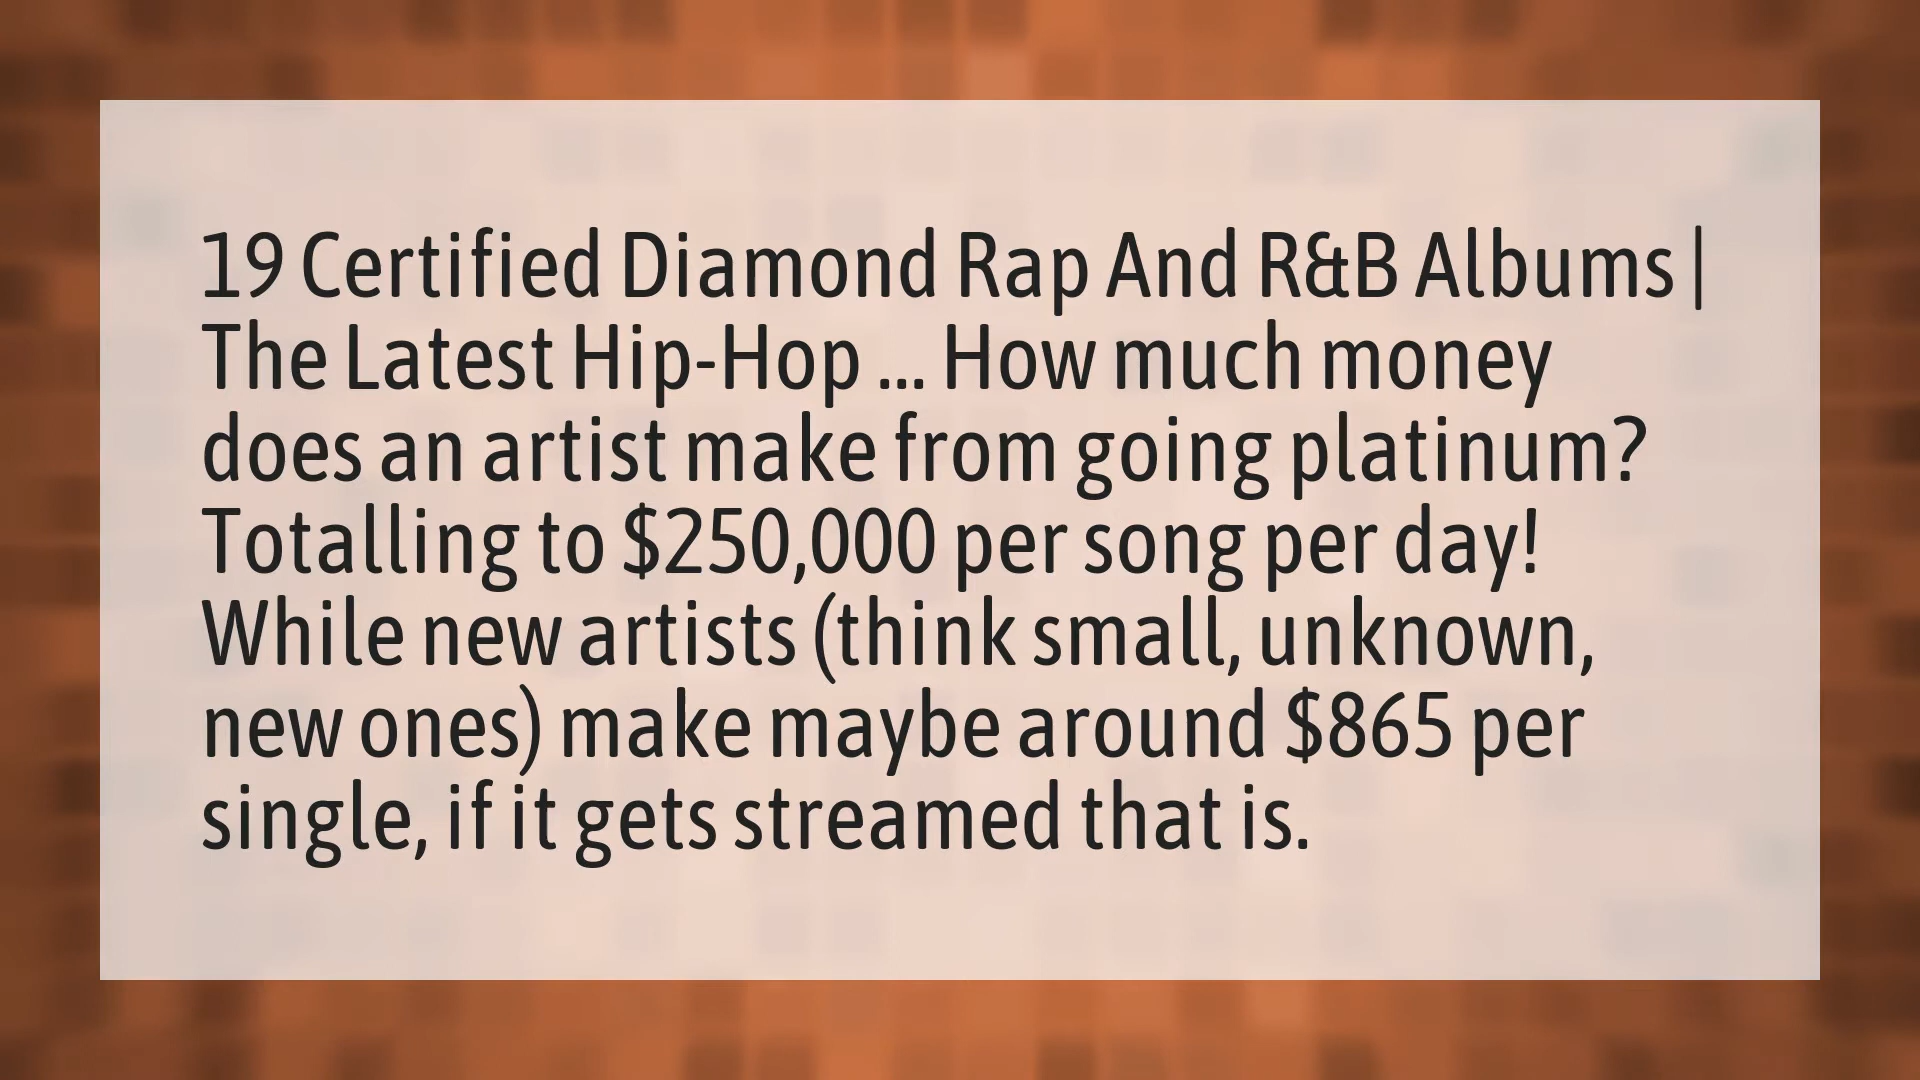 19 Certified Diamond Rap And R&B Albums |
The Latest Hip-Hop ... How much money
does an artist make from going platinum?
Totalling to $250,000 per song per day!
While new artists (think small, unknown,
new ones) make maybe around $865 per
single, if it gets streamed that is.